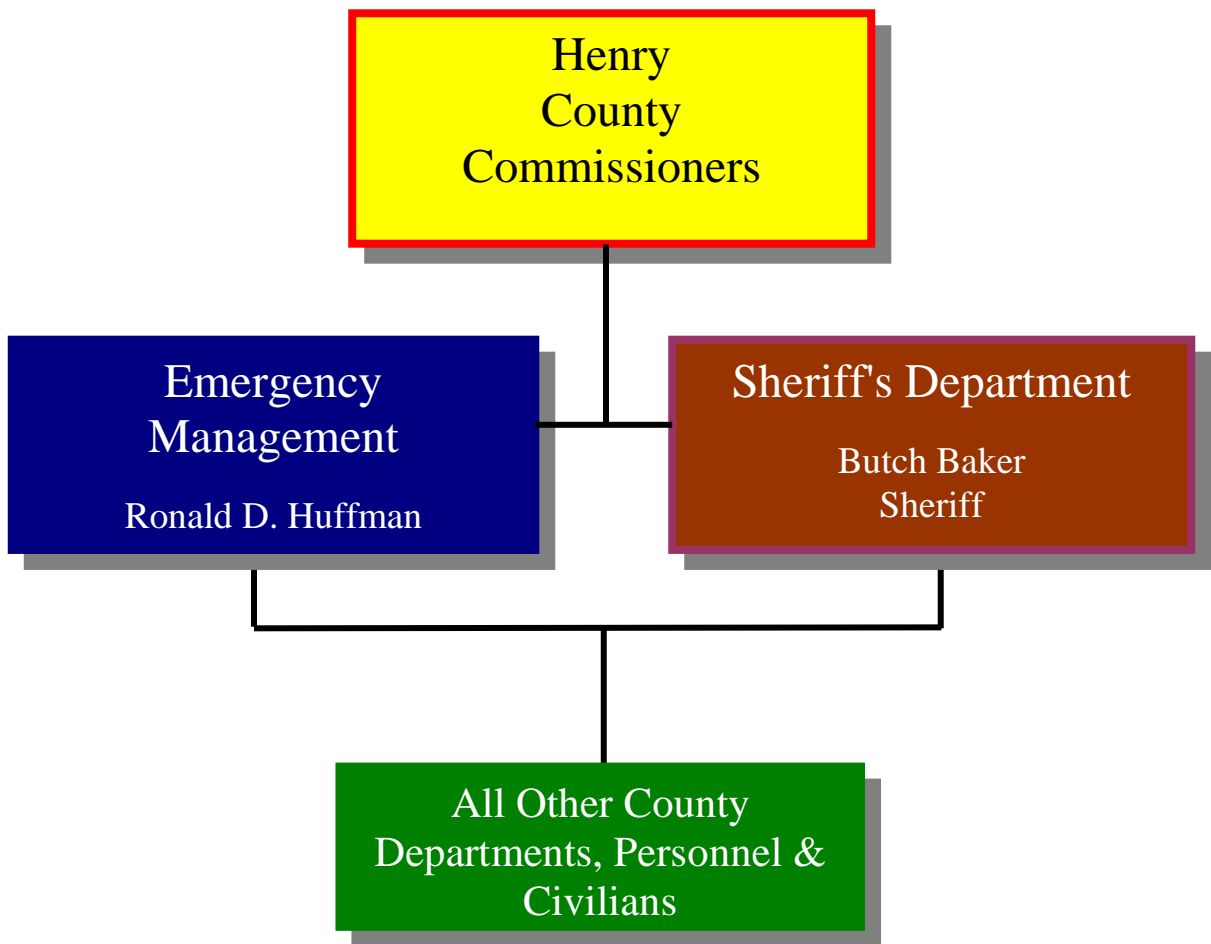 Henry
County
Commissioners
Emergency
Management
Ronald D. Huffman
Sheriff's Department
Butch Baker
Sheriff
All Other County
Departments, Personnel &
Civilians